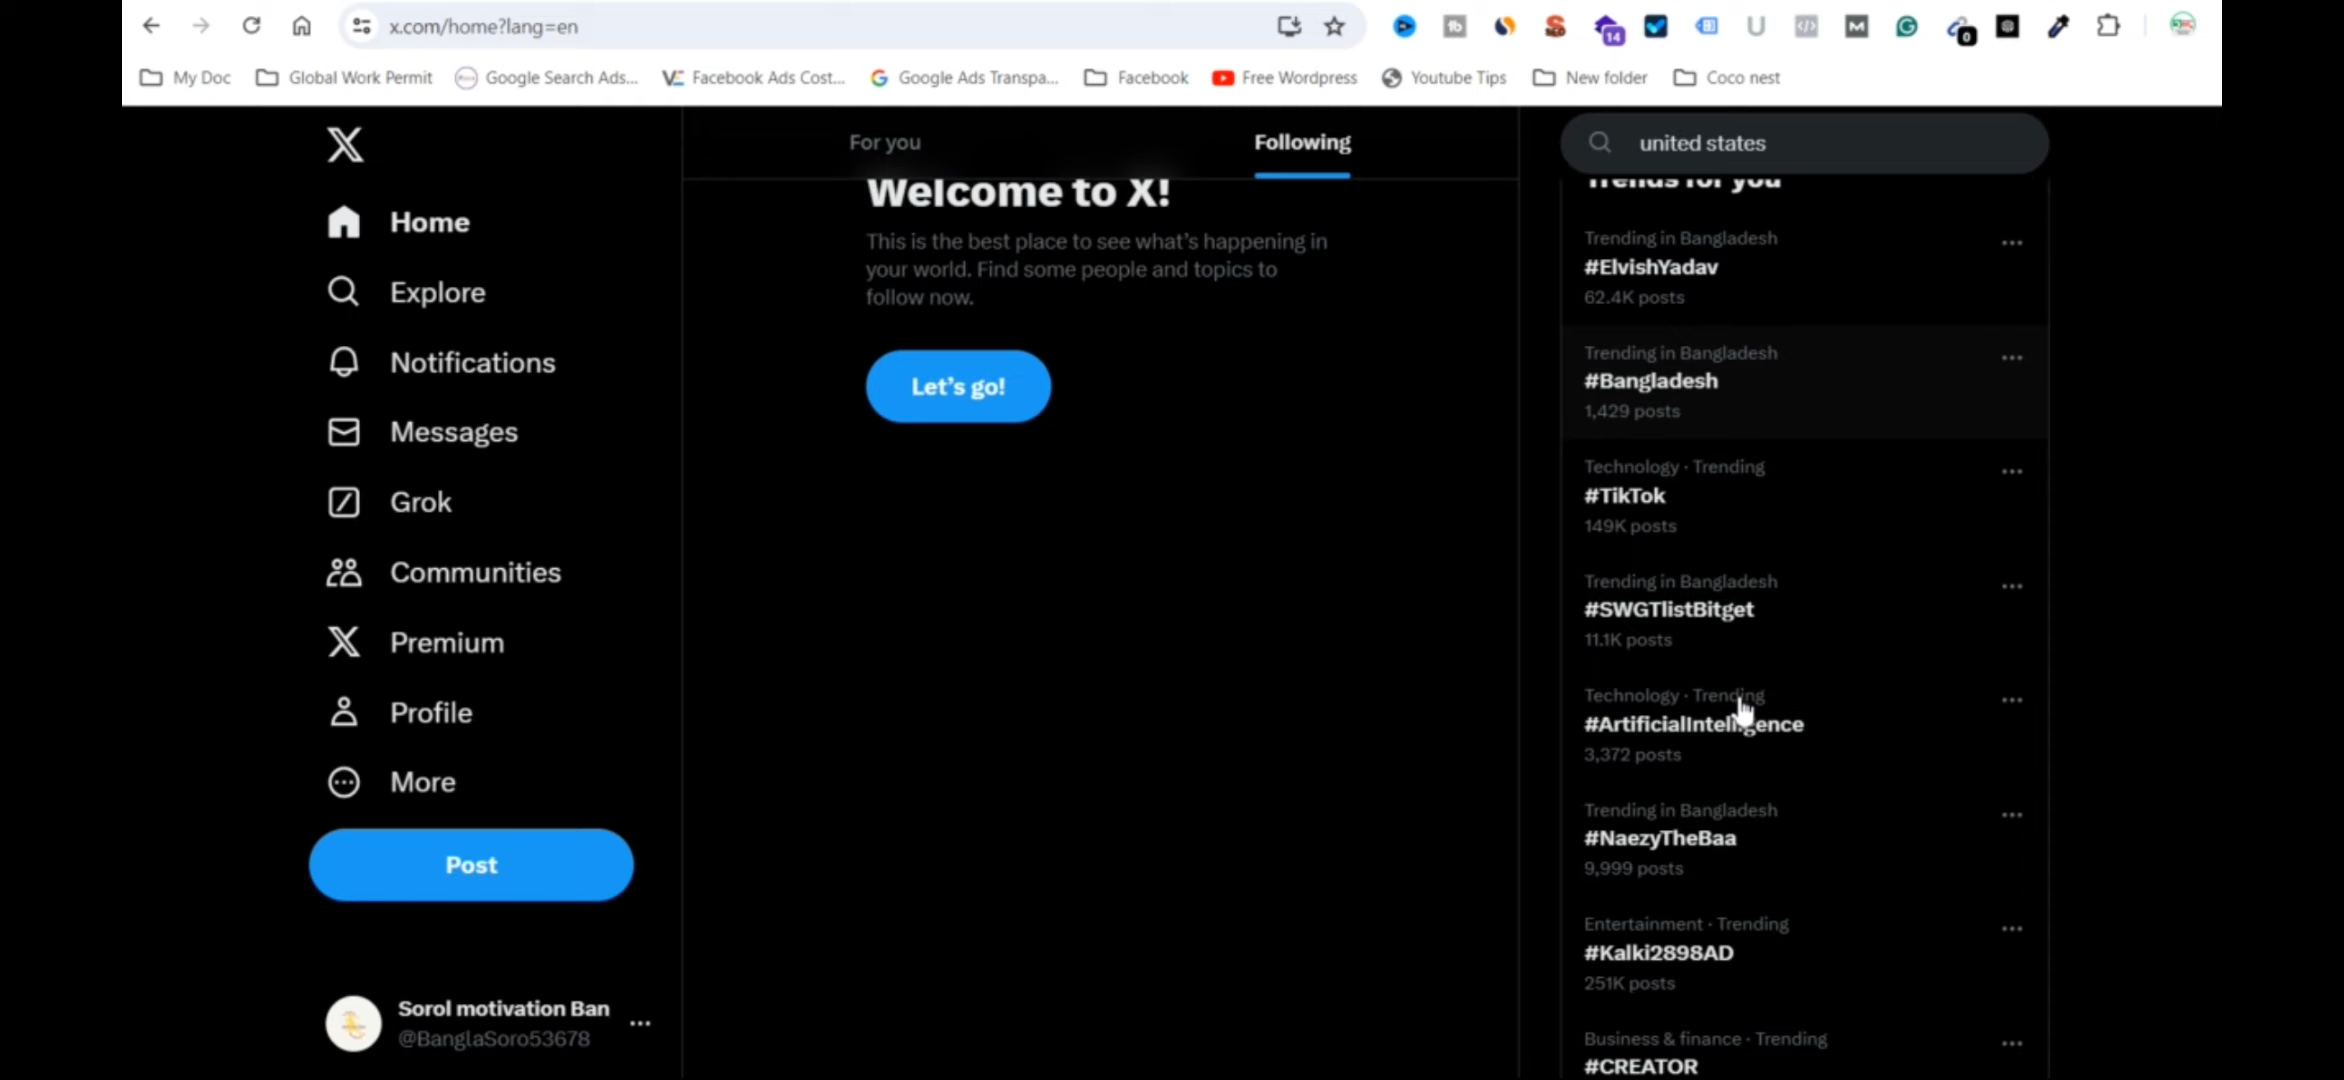 x.com/home?lang=en
14
0
My Doc
Global Work Permit
Google Search Ads...
Facebook Ads Cost...
Google Ads Transpa...
Facebook
Free Wordpress
Youtube Tips
New folder
Coco nest
Home
Explore
Notifications
Messages
Grok
Communities
Premium
Profile
More
Post
Sorol motivation Ban
@BanglaSoro53678
For you
Following
Welcome to X!
This is the best place to see what's happening in
your world. Find some people and topics to
follow now.
Let's go!
united states
Trends for you
Trending in Bangladesh
#ElvishYadav
62.4K posts
Trending in Bangladesh
#Bangladesh
1,429 posts
Technology · Trending
#TikTok
149K posts
Trending in Bangladesh
#SWGTlistBitget
11.1K posts
Technology · Trending
#ArtificialIntelligence
3,372 posts
Trending in Bangladesh
#NaezyTheBaa
9,999 posts
Entertainment · Trending
#Kalki2898AD
251K posts
Business & finance · Trending
#CREATOR